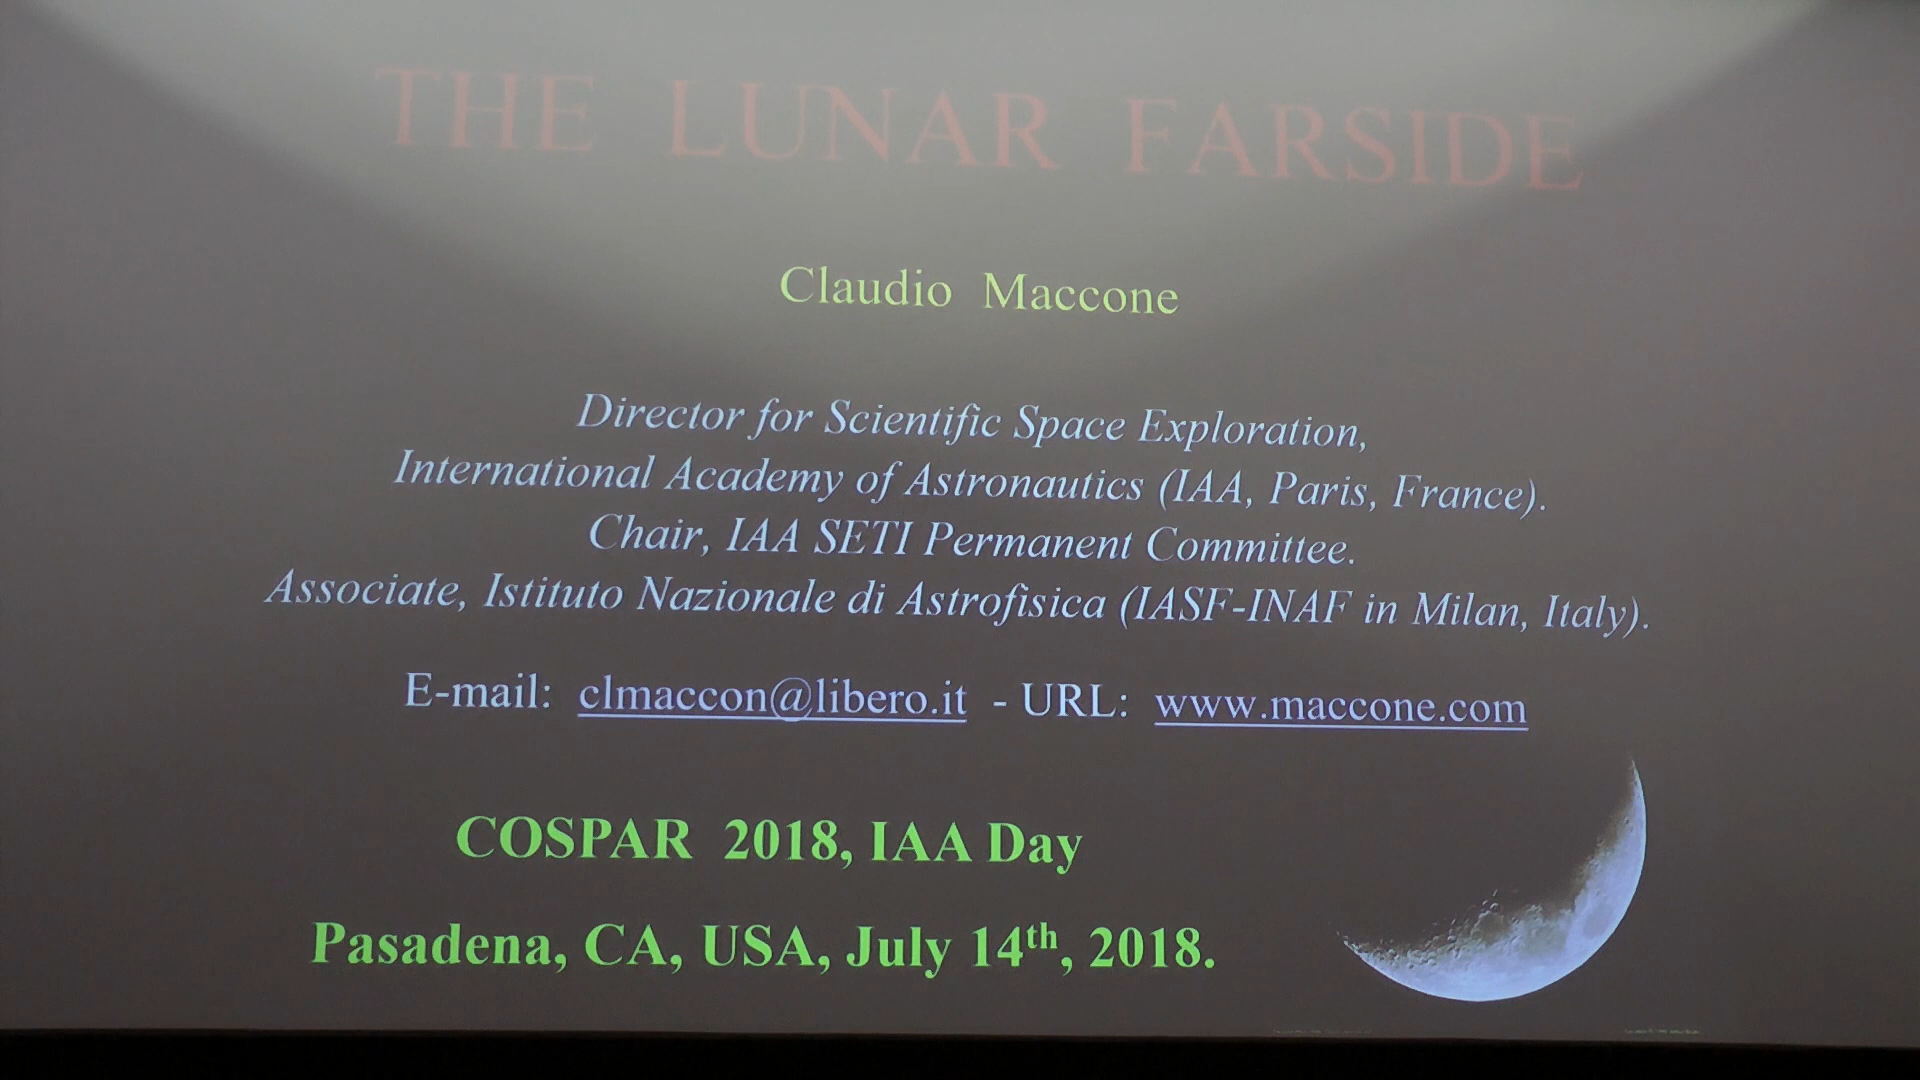 THE LUNAR FARSIDE
Claudio Maccone
Director for Scientific Space Exploration,
International Academy of Astronautics (IAA, Paris, France).
Chair, IAA SETI Permanent Committee.
Associate, Istituto Nazionale di Astrofisica (IASF-INAF in Milan, Italy).
E-mail: clmaccon@libero.it - URL: www.maccone.com
COSPAR 2018, IAA Day
Pasadena, CA, USA, July 14th, 2018.